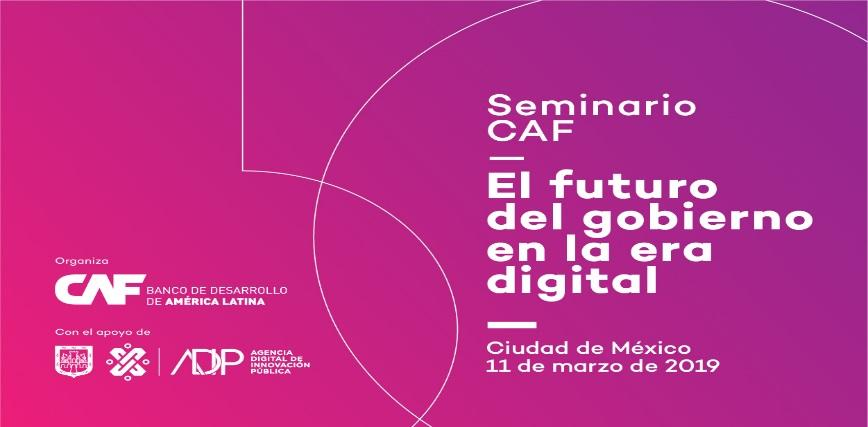 Seminario
CAF
El futuro
del gobierno
en la era
digital
Ciudad de México
11 de marzo de 2019
Organiza
CAF BANCO DE DESARROLLO
DE AMÉRICA LATINA
Con el apoyo de
ADIP AGENCIA
DIGITAL DE
INNOVACIÓN
PÚBLICA